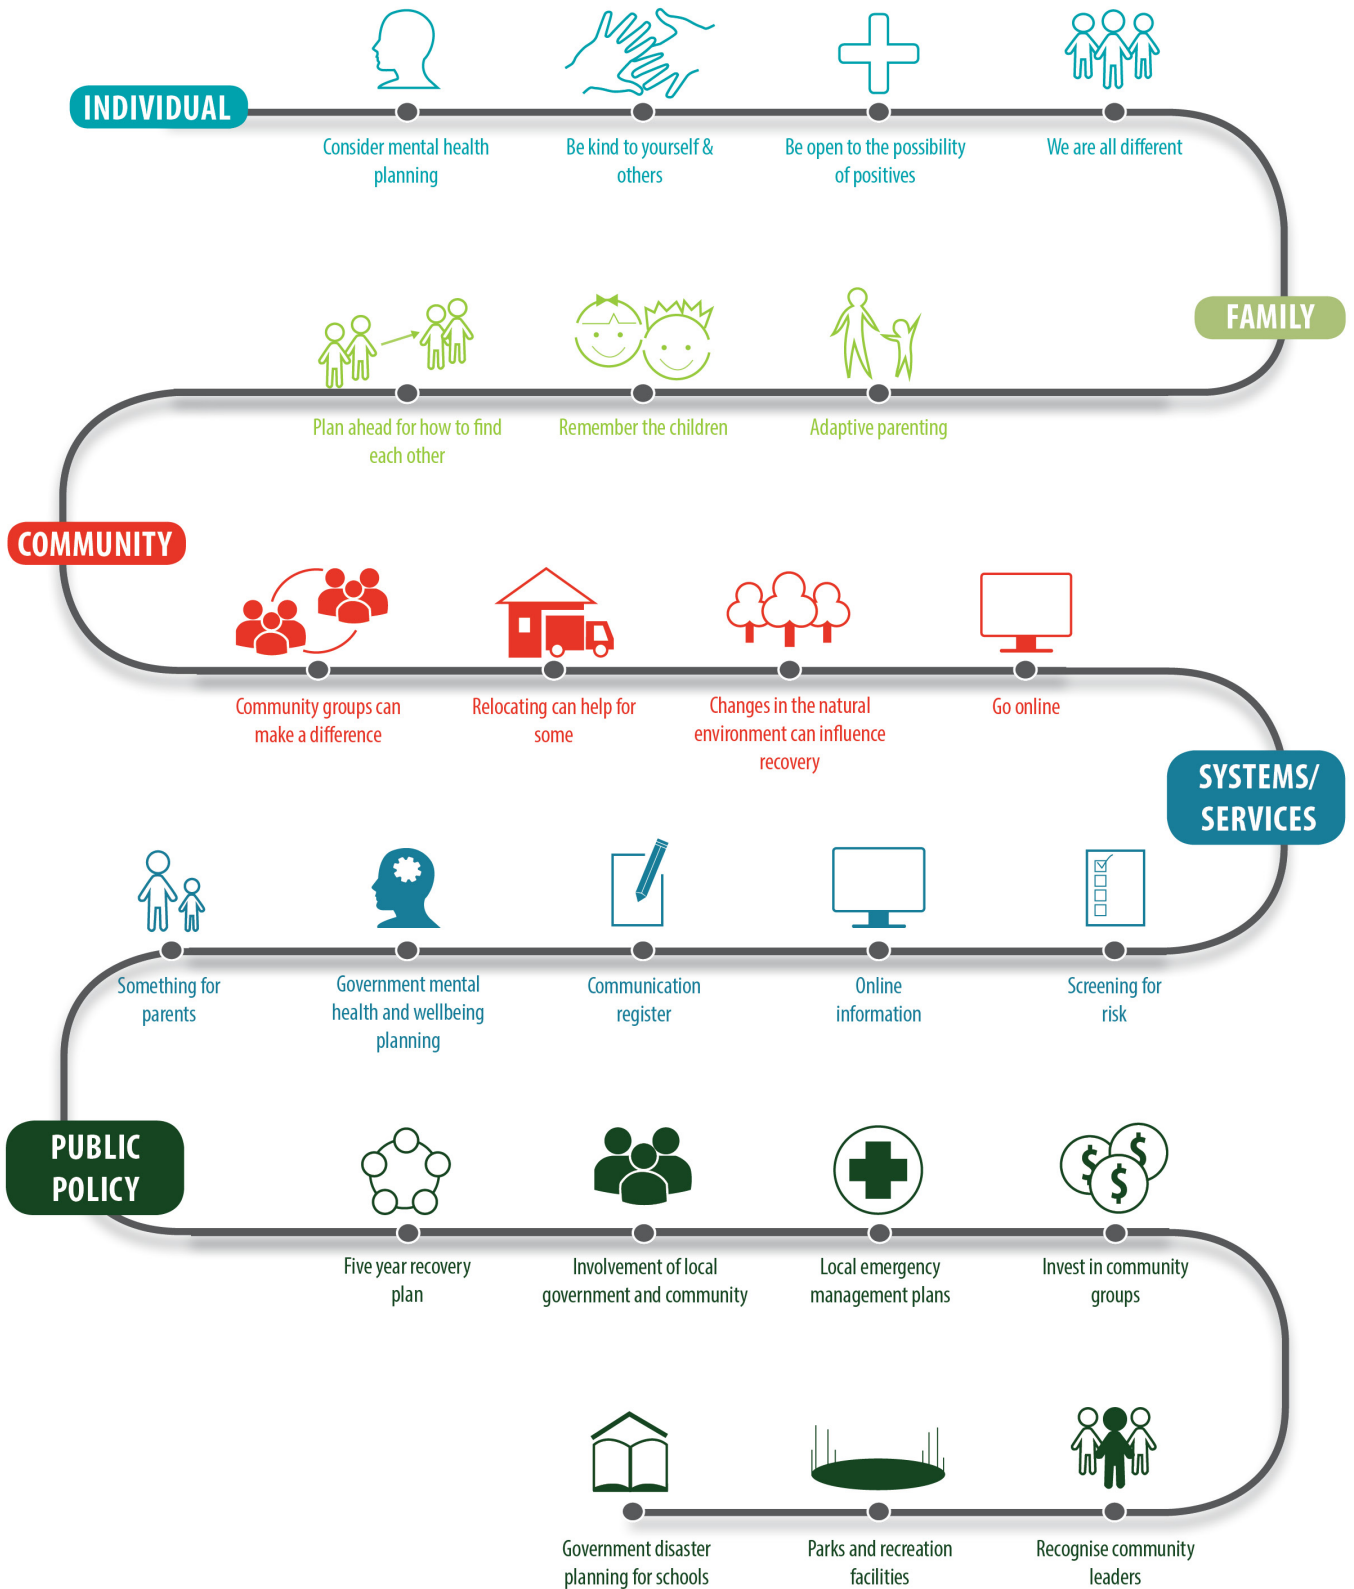 INDIVIDUAL
Consider mental health
planning
Be kind to yourself &
others
Be open to the possibility
of positives
We are all different
FAMILY
Plan ahead for how to find
each other
Remember the children
Adaptive parenting
COMMUNITY
Community groups can
make a difference
Relocating can help for
some
Changes in the natural
environment can influence
recovery
Go online
SYSTEMS/
SERVICES
Something for
parents
Government mental
health and wellbeing
planning
Communication
register
Online
information
Screening for
risk
PUBLIC
POLICY
$
$
$
Five year recovery
plan
Involvement of local
government and community
Local emergency
management plans
Invest in community
groups
Government disaster
planning for schools
Parks and recreation
facilities
Recognise community
leaders